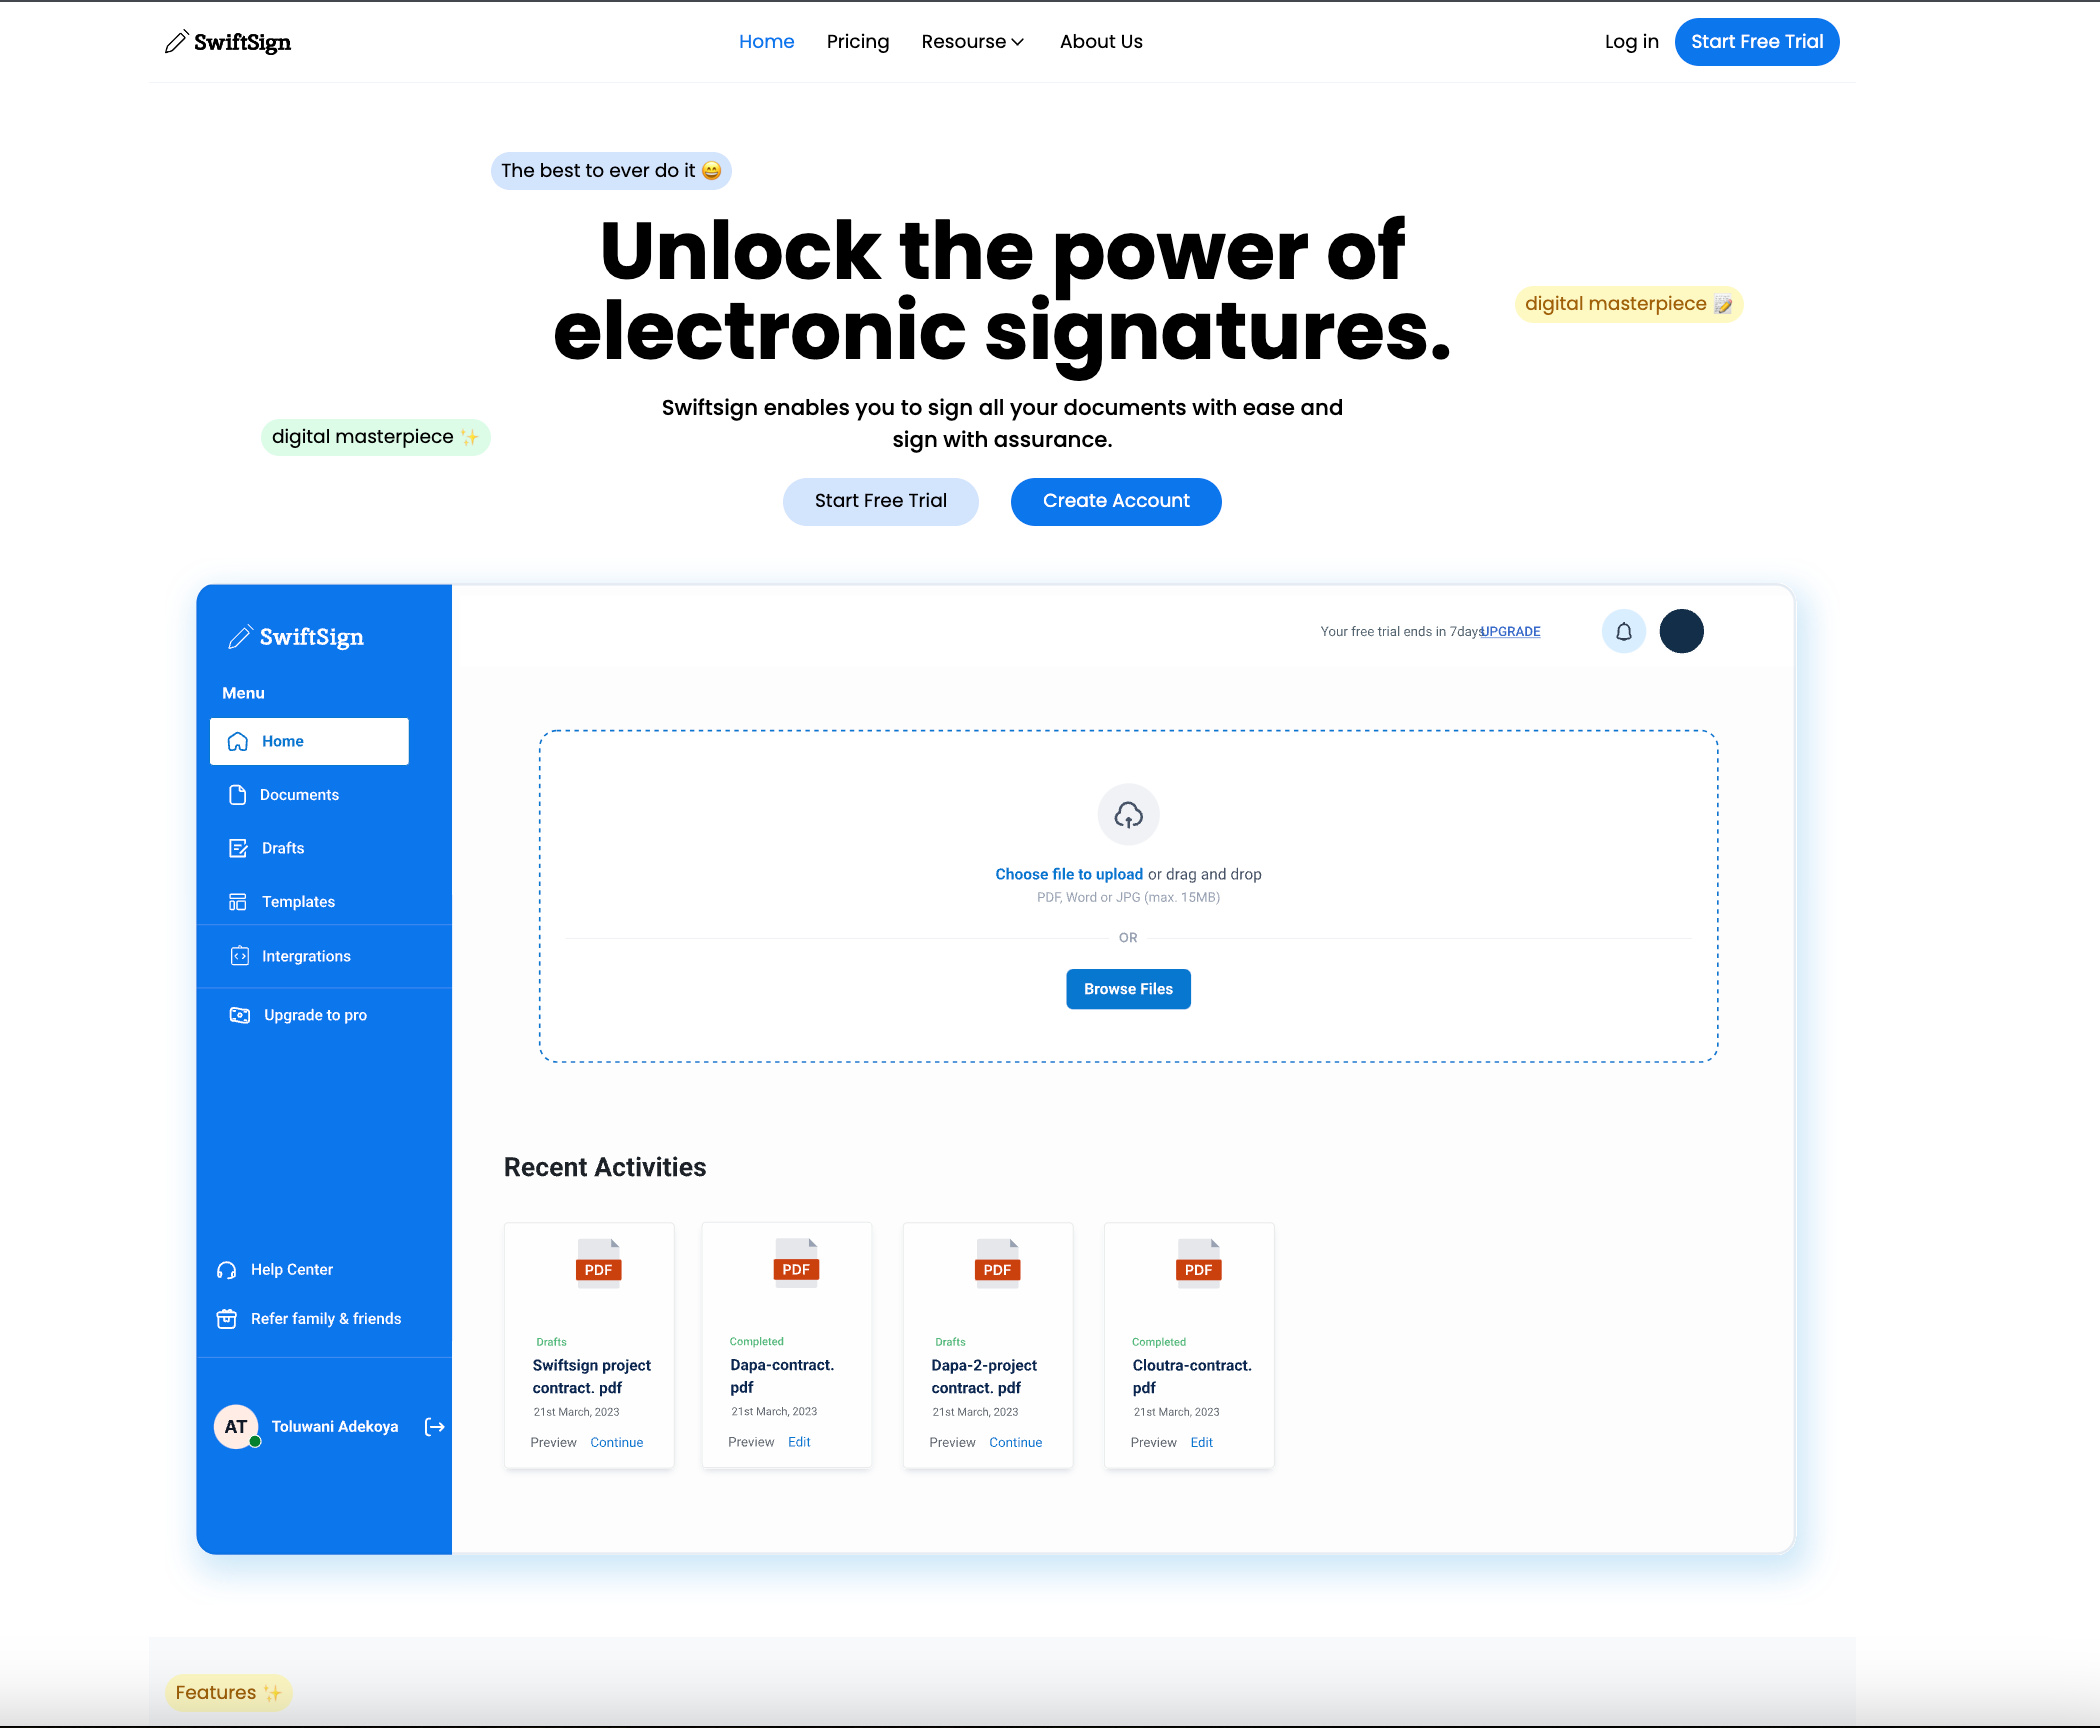 SwiftSign
Home Pricing Resourse About Us
Log in Start Free Trial
The best to ever do it 😄
Unlock the power of
electronic signatures.
digital masterpiece 📝
Swiftsign enables you to sign all your documents with ease and
sign with assurance.
digital masterpiece ✨
Start Free Trial Create Account
SwiftSign
Menu
Home
Documents
Drafts
Templates
Intergrations
Upgrade to pro
Help Center
Refer family & friends
AT Toluwani Adekoya
Your free trial ends in 7days UPGRADE
Choose file to upload or drag and drop
PDF, Word or JPG (max. 15MB)
OR
Browse Files
Recent Activities
PDF
Drafts
Swiftsign project
contract. pdf
21st March, 2023
Preview Continue
PDF
Completed
Dapa-contract.
pdf
21st March, 2023
Preview Edit
PDF
Drafts
Dapa-2-project
contract. pdf
21st March, 2023
Preview Continue
PDF
Completed
Cloutra-contract.
pdf
21st March, 2023
Preview Edit
Features ✨